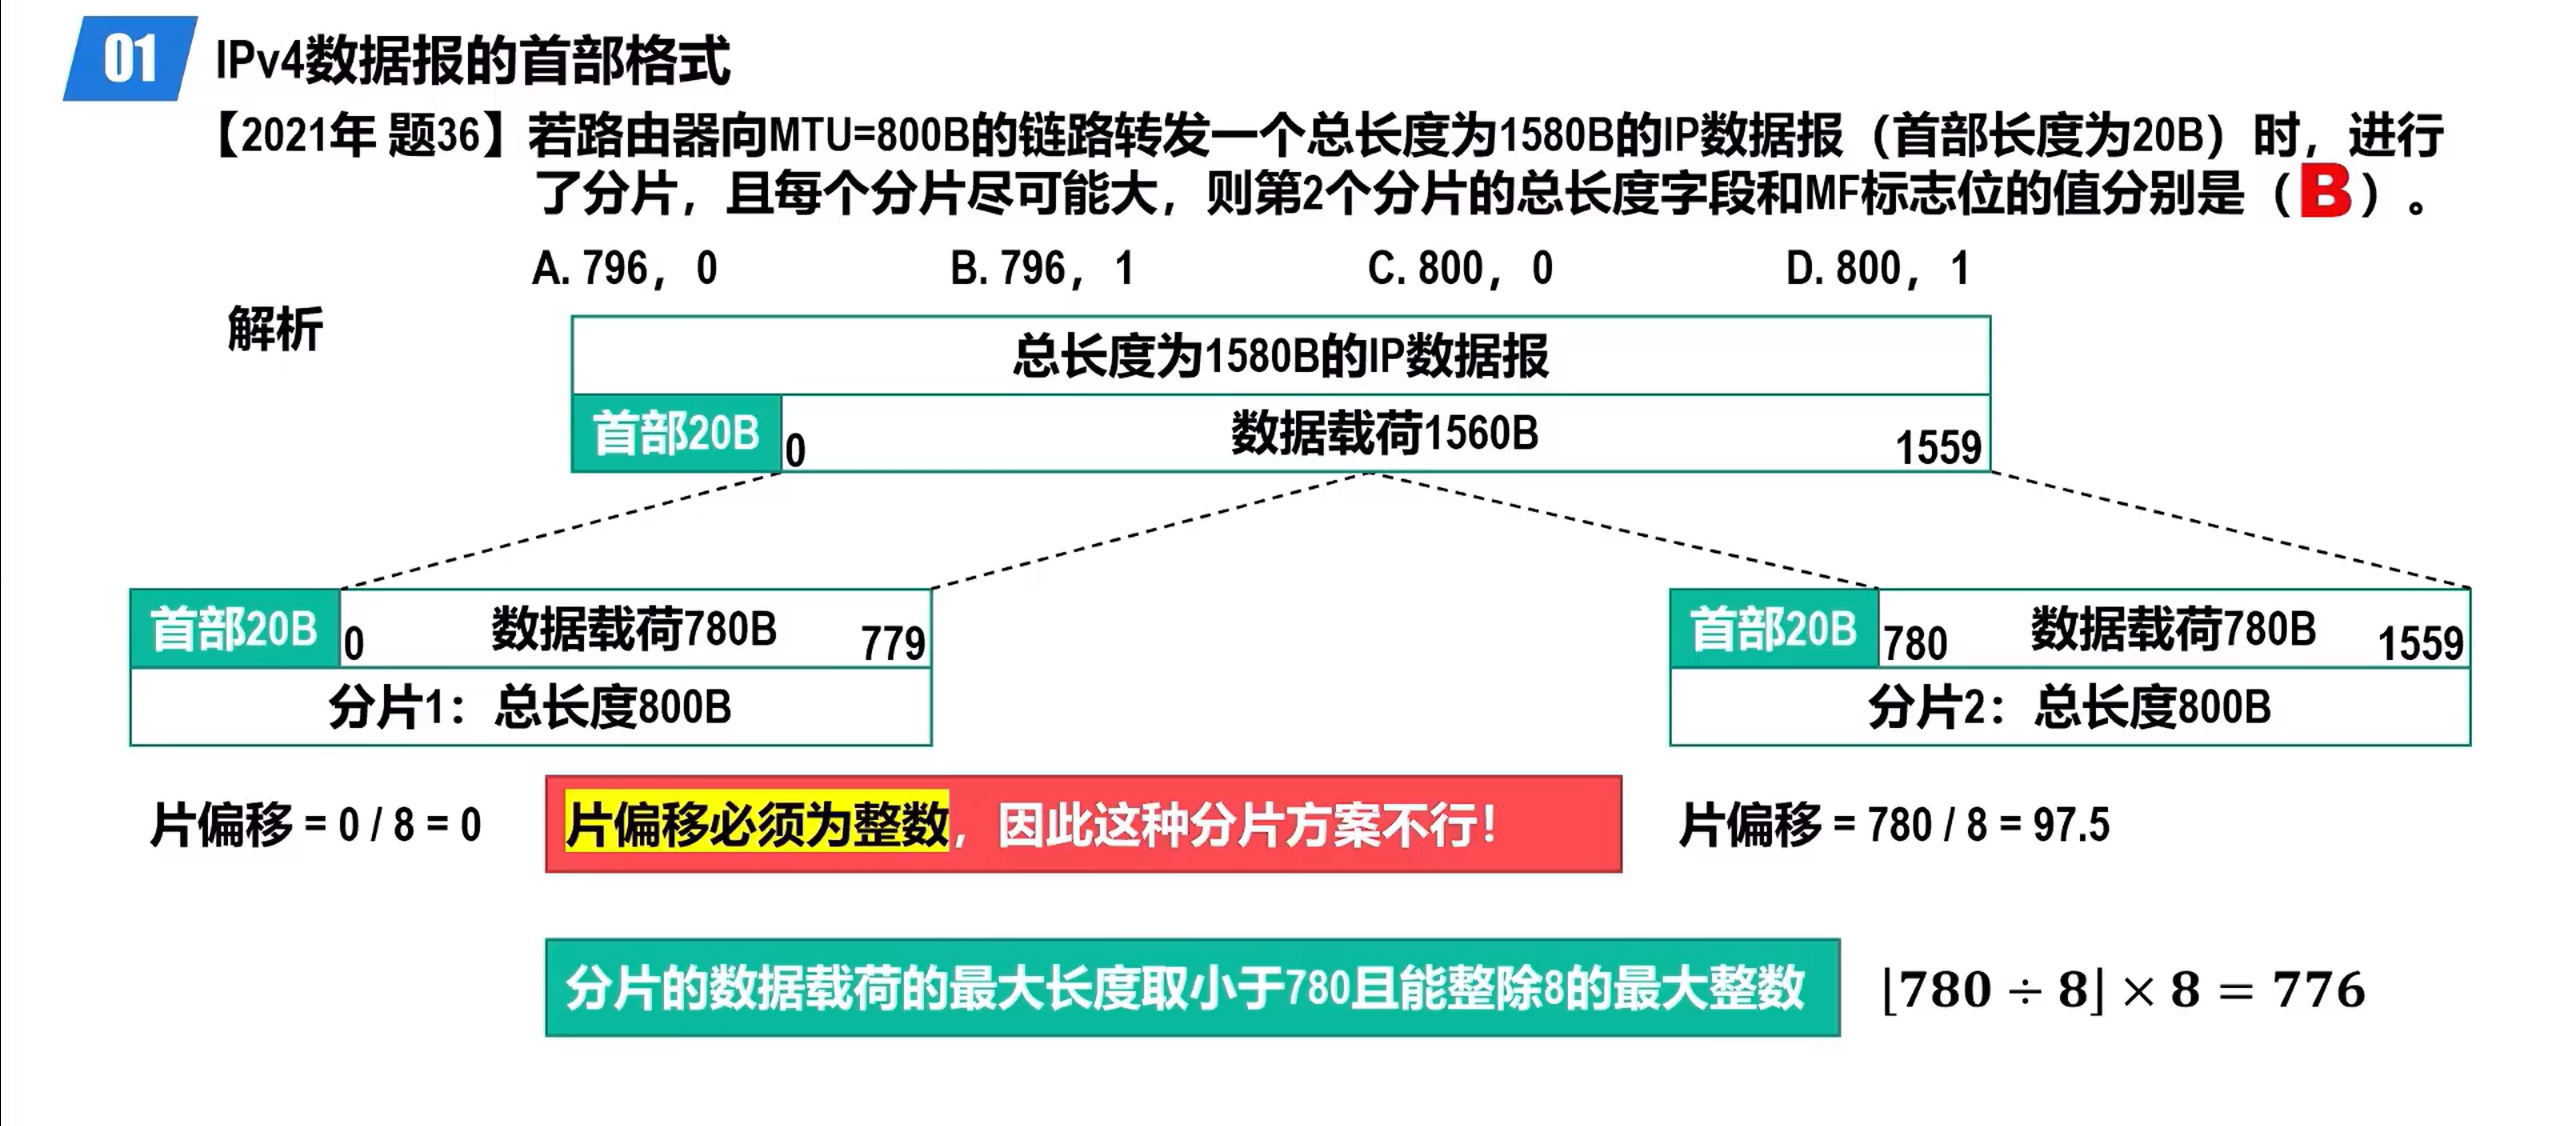 01
IPv4数据报的首部格式
【2021年 题36】若路由器向MTU=800B的链路转发一个总长度为1580B的IP数据报（首部长度为20B）时，进行
了分片，且每个分片尽可能大，则第2个分片的总长度字段和MF标志位的值分别是（B）。
A. 796，0 B. 796，1 C. 800，0 D. 800，1
解析
总长度为1580B的IP数据报
首部20B 0 数据载荷1560B 1559
首部20B 0 数据载荷780B 779
分片1：总长度800B
首部20B 780 数据载荷780B 1559
分片2：总长度800B
片偏移 = 0 / 8 = 0
片偏移必须为整数，因此这种分片方案不行！
片偏移 = 780 / 8 = 97.5
分片的数据载荷的最大长度取小于780且能整除8的最大整数
⌊780 ÷ 8⌋ × 8 = 776